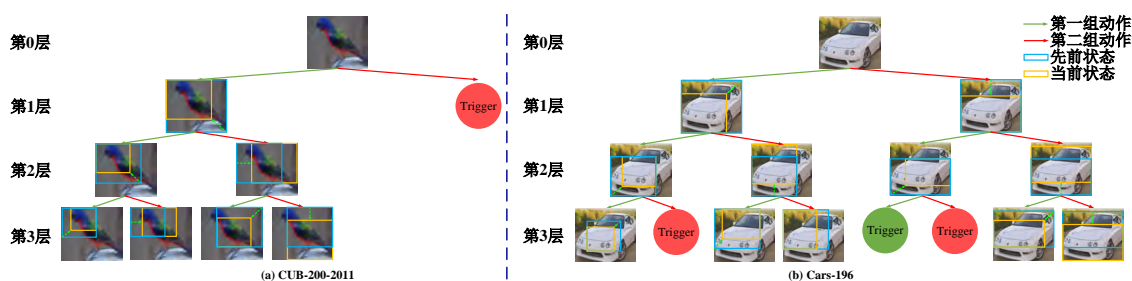 第0层
第1层
第2层
第3层
Trigger
(a) CUB-200-2011
第0层
第1层
第2层
第3层
Trigger
Trigger
Trigger
(b) Cars-196
第一组动作
第二组动作
先前状态
当前状态